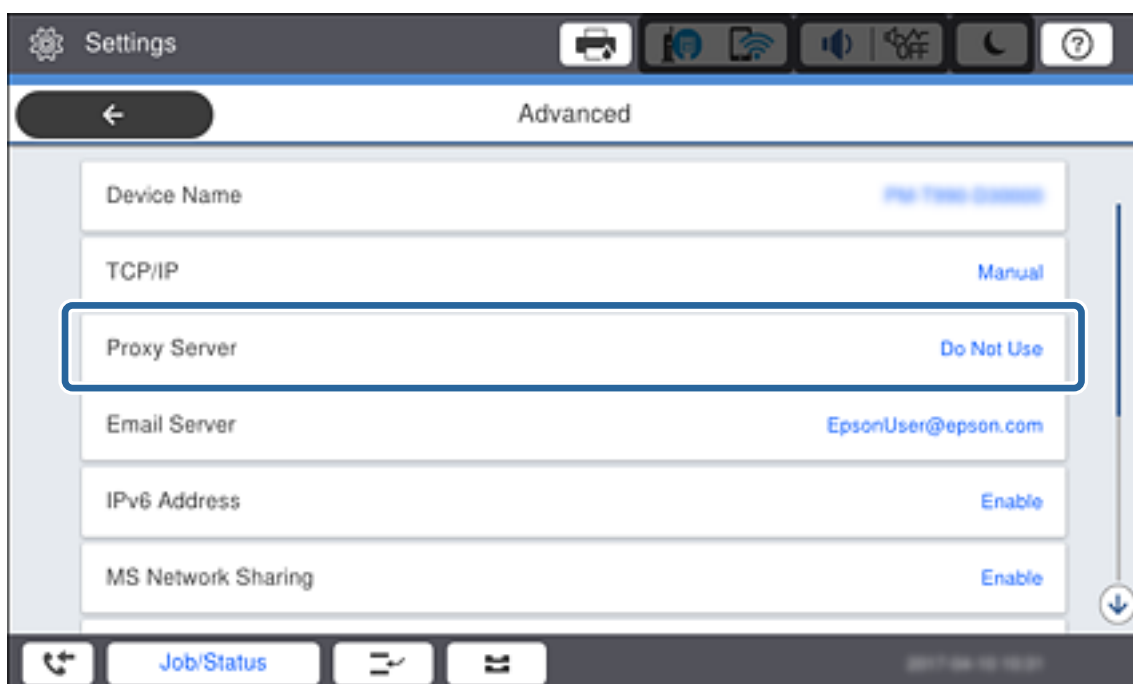 Settings
OFF
?
Advanced
Device Name
TCP/IP Manual
Proxy Server Do Not Use
Email Server EpsonUser@epson.com
IPv6 Address Enable
MS Network Sharing Enable
Job/Status